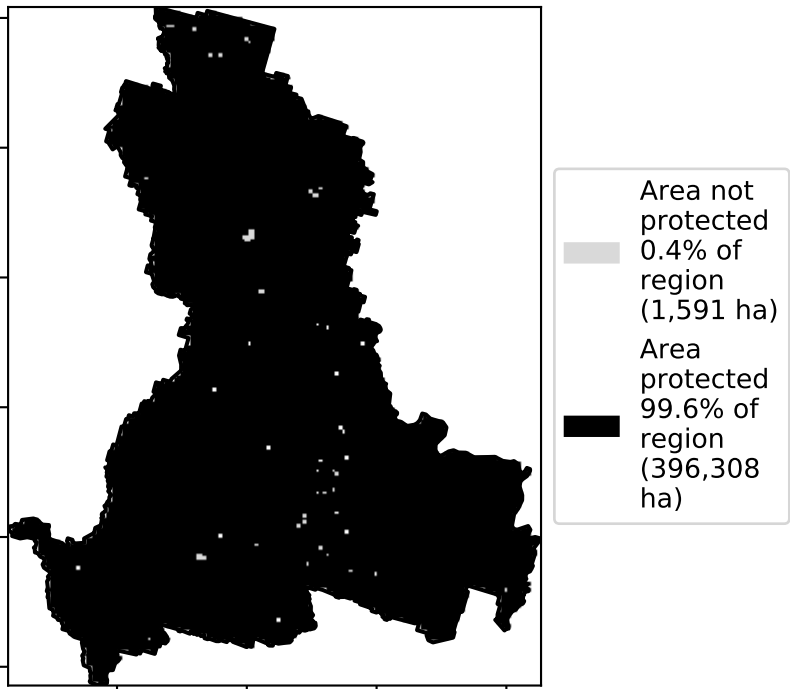 Area not
protected
0.4% of
region
(1,591 ha)
Area
protected
99.6% of
region
(396,308
ha)